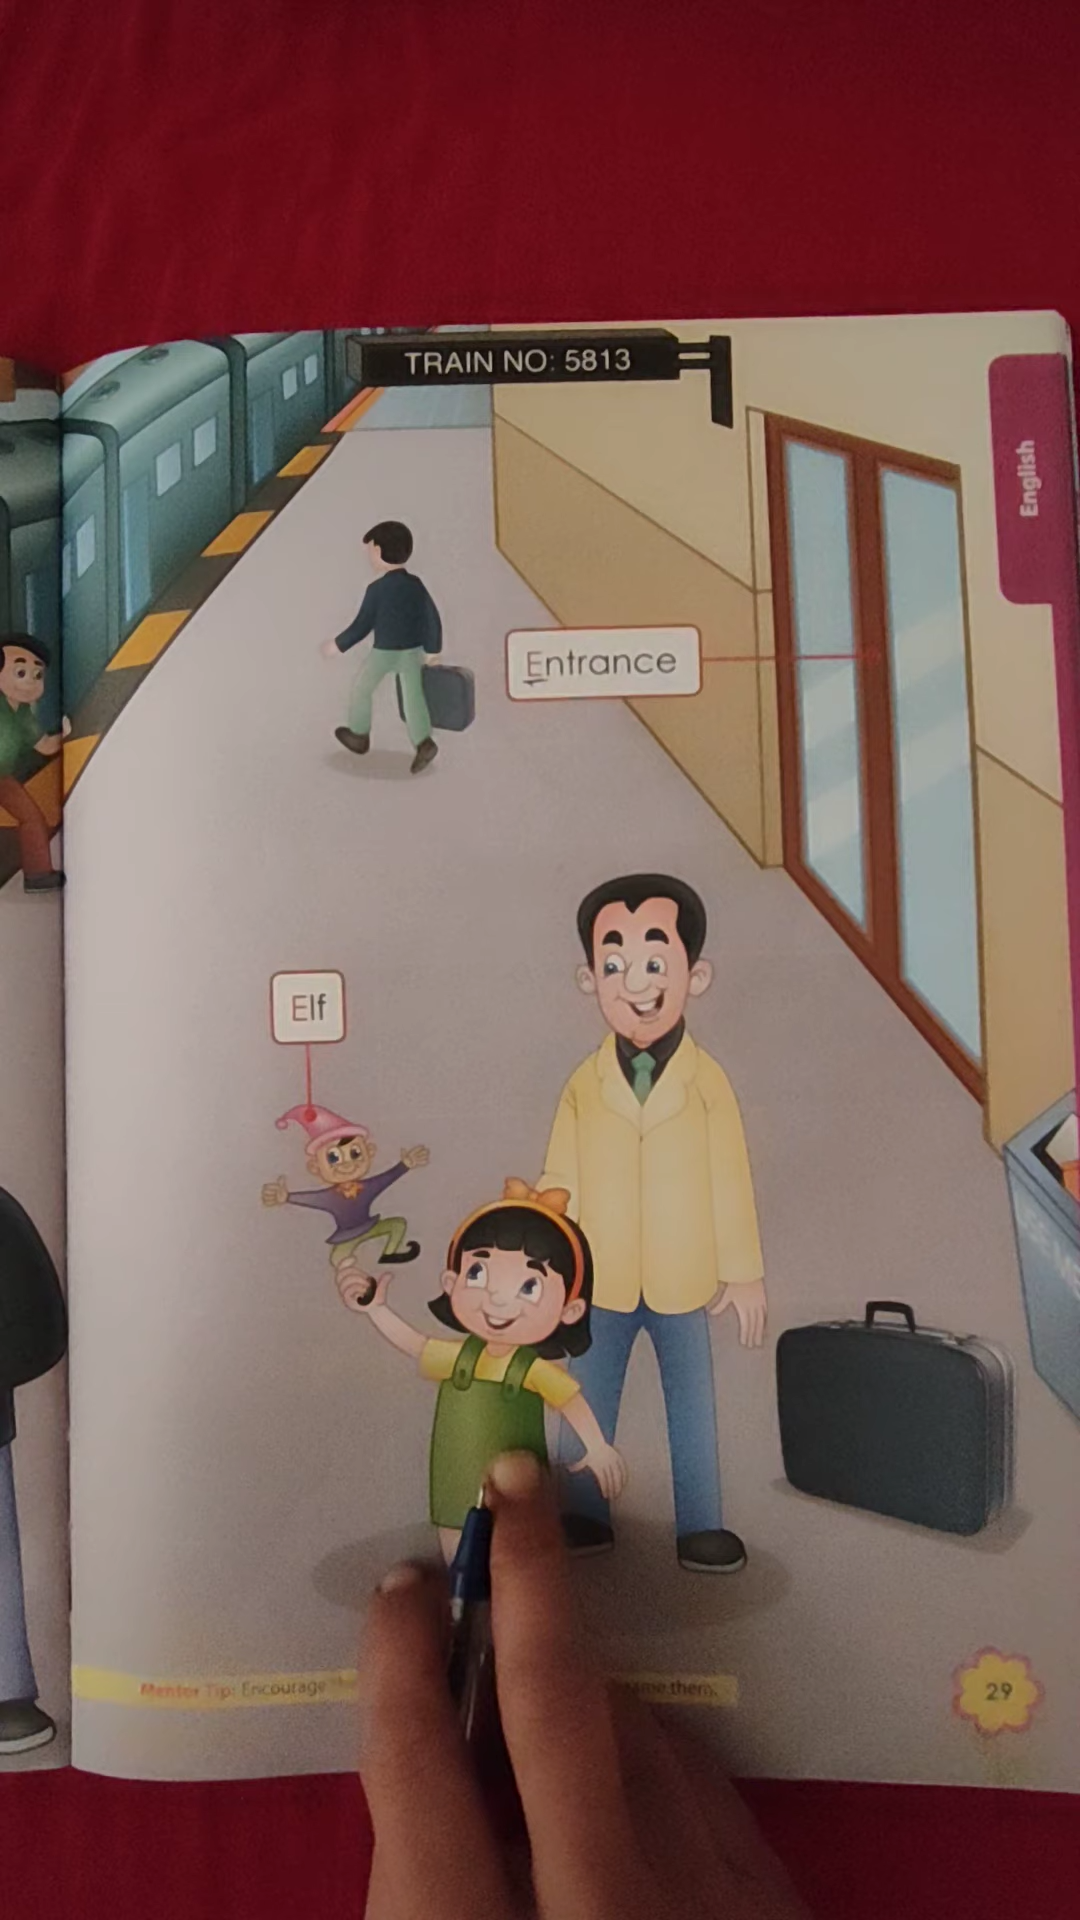 TRAIN NO: 5813
English
Entrance
Elf
Mentor Tip: Encourage
them.
29